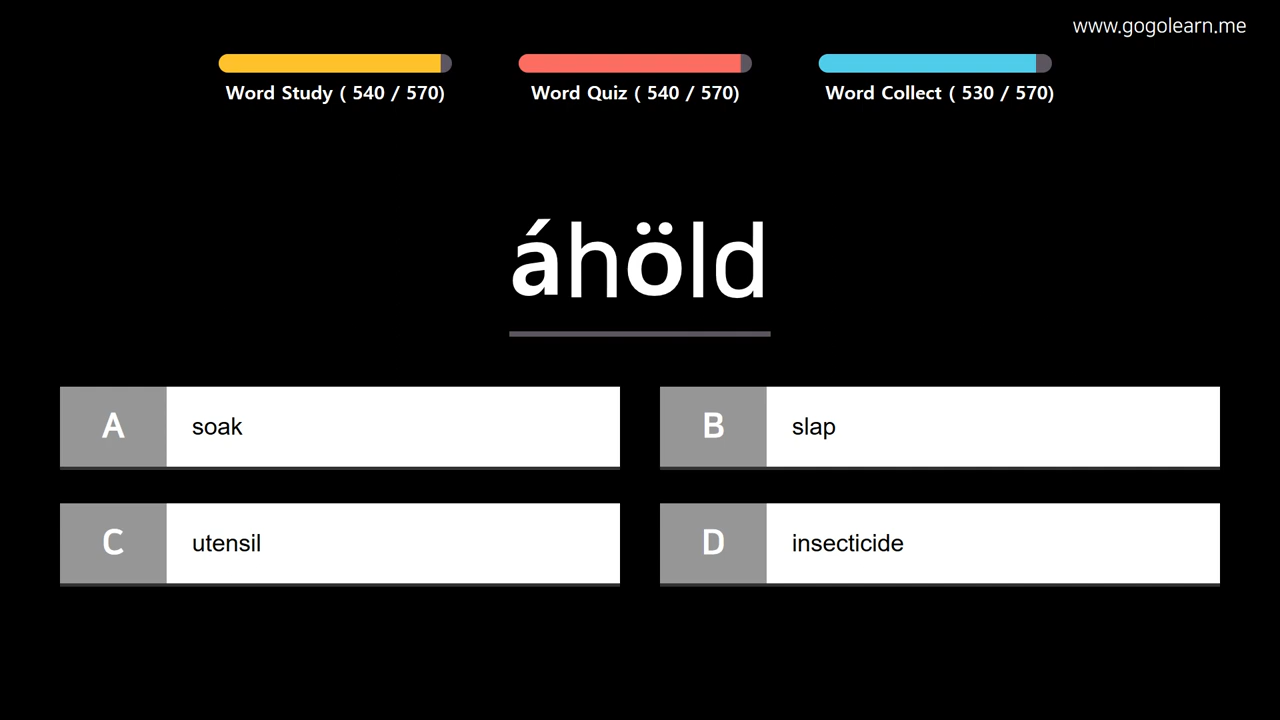 www.gogolearn.me
Word Study ( 540 / 570)
Word Quiz ( 540 / 570)
Word Collect ( 530 / 570)
áhöld
A soak
B slap
C utensil
D insecticide